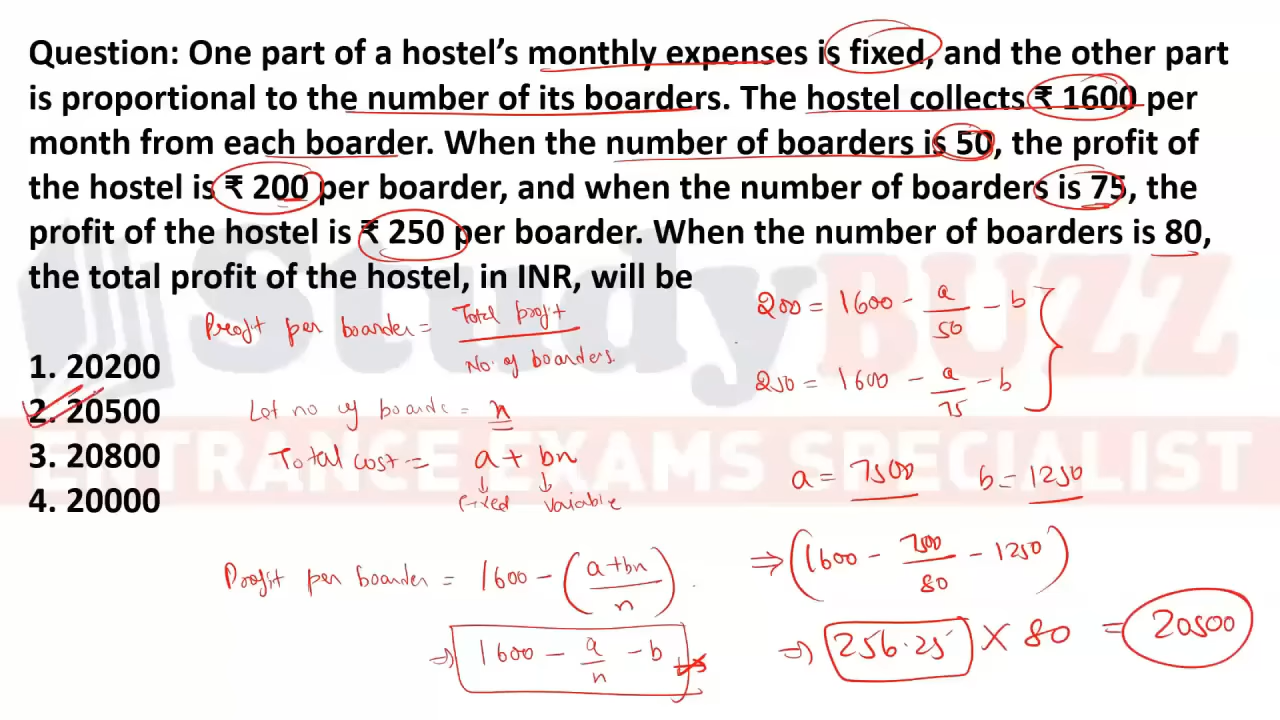 Question: One part of a hostel's monthly expenses is fixed, and the other part
is proportional to the number of its boarders. The hostel collects ₹ 1600 per
month from each boarder. When the number of boarders is 50, the profit of
the hostel is ₹ 200 per boarder, and when the number of boarders is 75, the
profit of the hostel is ₹ 250 per boarder. When the number of boarders is 80,
the total profit of the hostel, in INR, will be
StudyBUZZ
ENTRANCE EXAMS SPECIALIST
1. 20200
2. 20500
3. 20800
4. 20000
Profit per boarder = Total profit / No. of boarders.
Let no of boarde = n
Total cost = a + bn
Fixed Variable
Profit per boarder = 1600 - (a+bn / n)
⇒ 1600 - a/n - b
200 = 1600 - a/50 - b
250 = 1600 - a/75 - b
a = 7500 b = 1250
⇒ (1600 - 7500/80 - 1250)
⇒ 256.25 × 80 = 20500